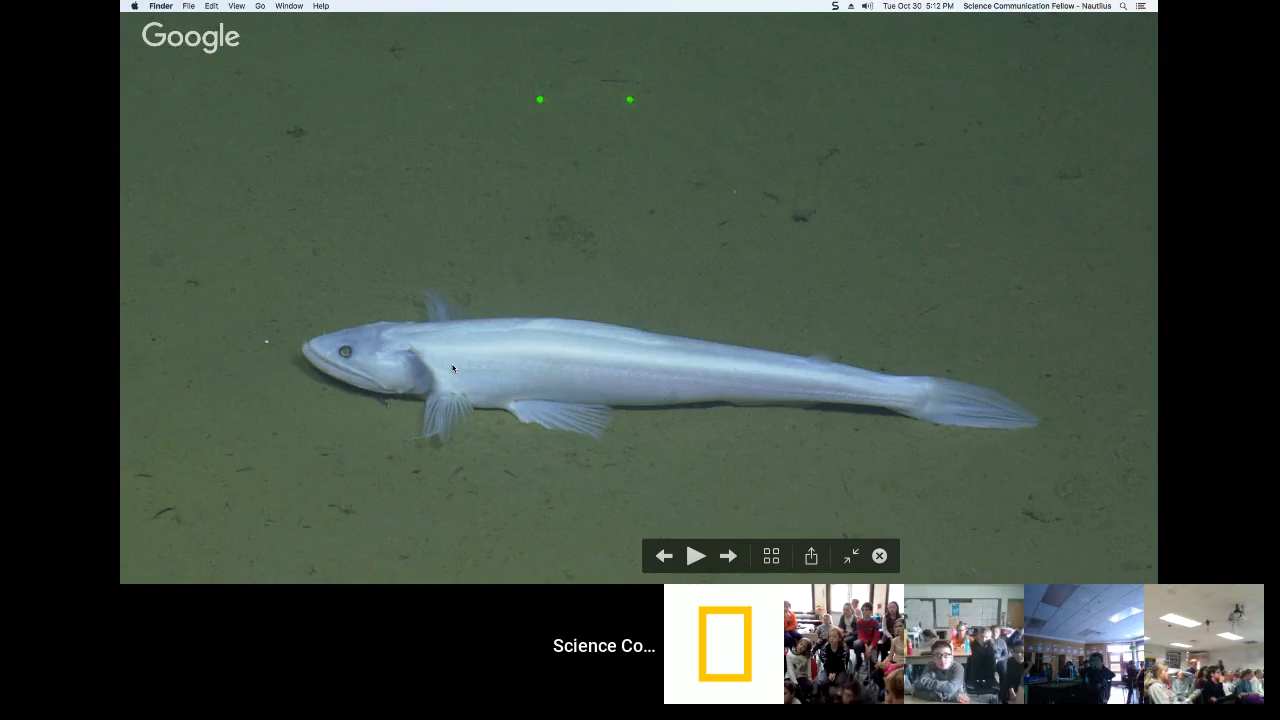 Finder File Edit View Go Window Help
Tue Oct 30 5:12 PM Science Communication Fellow - Nautilus
Google
Science Co...